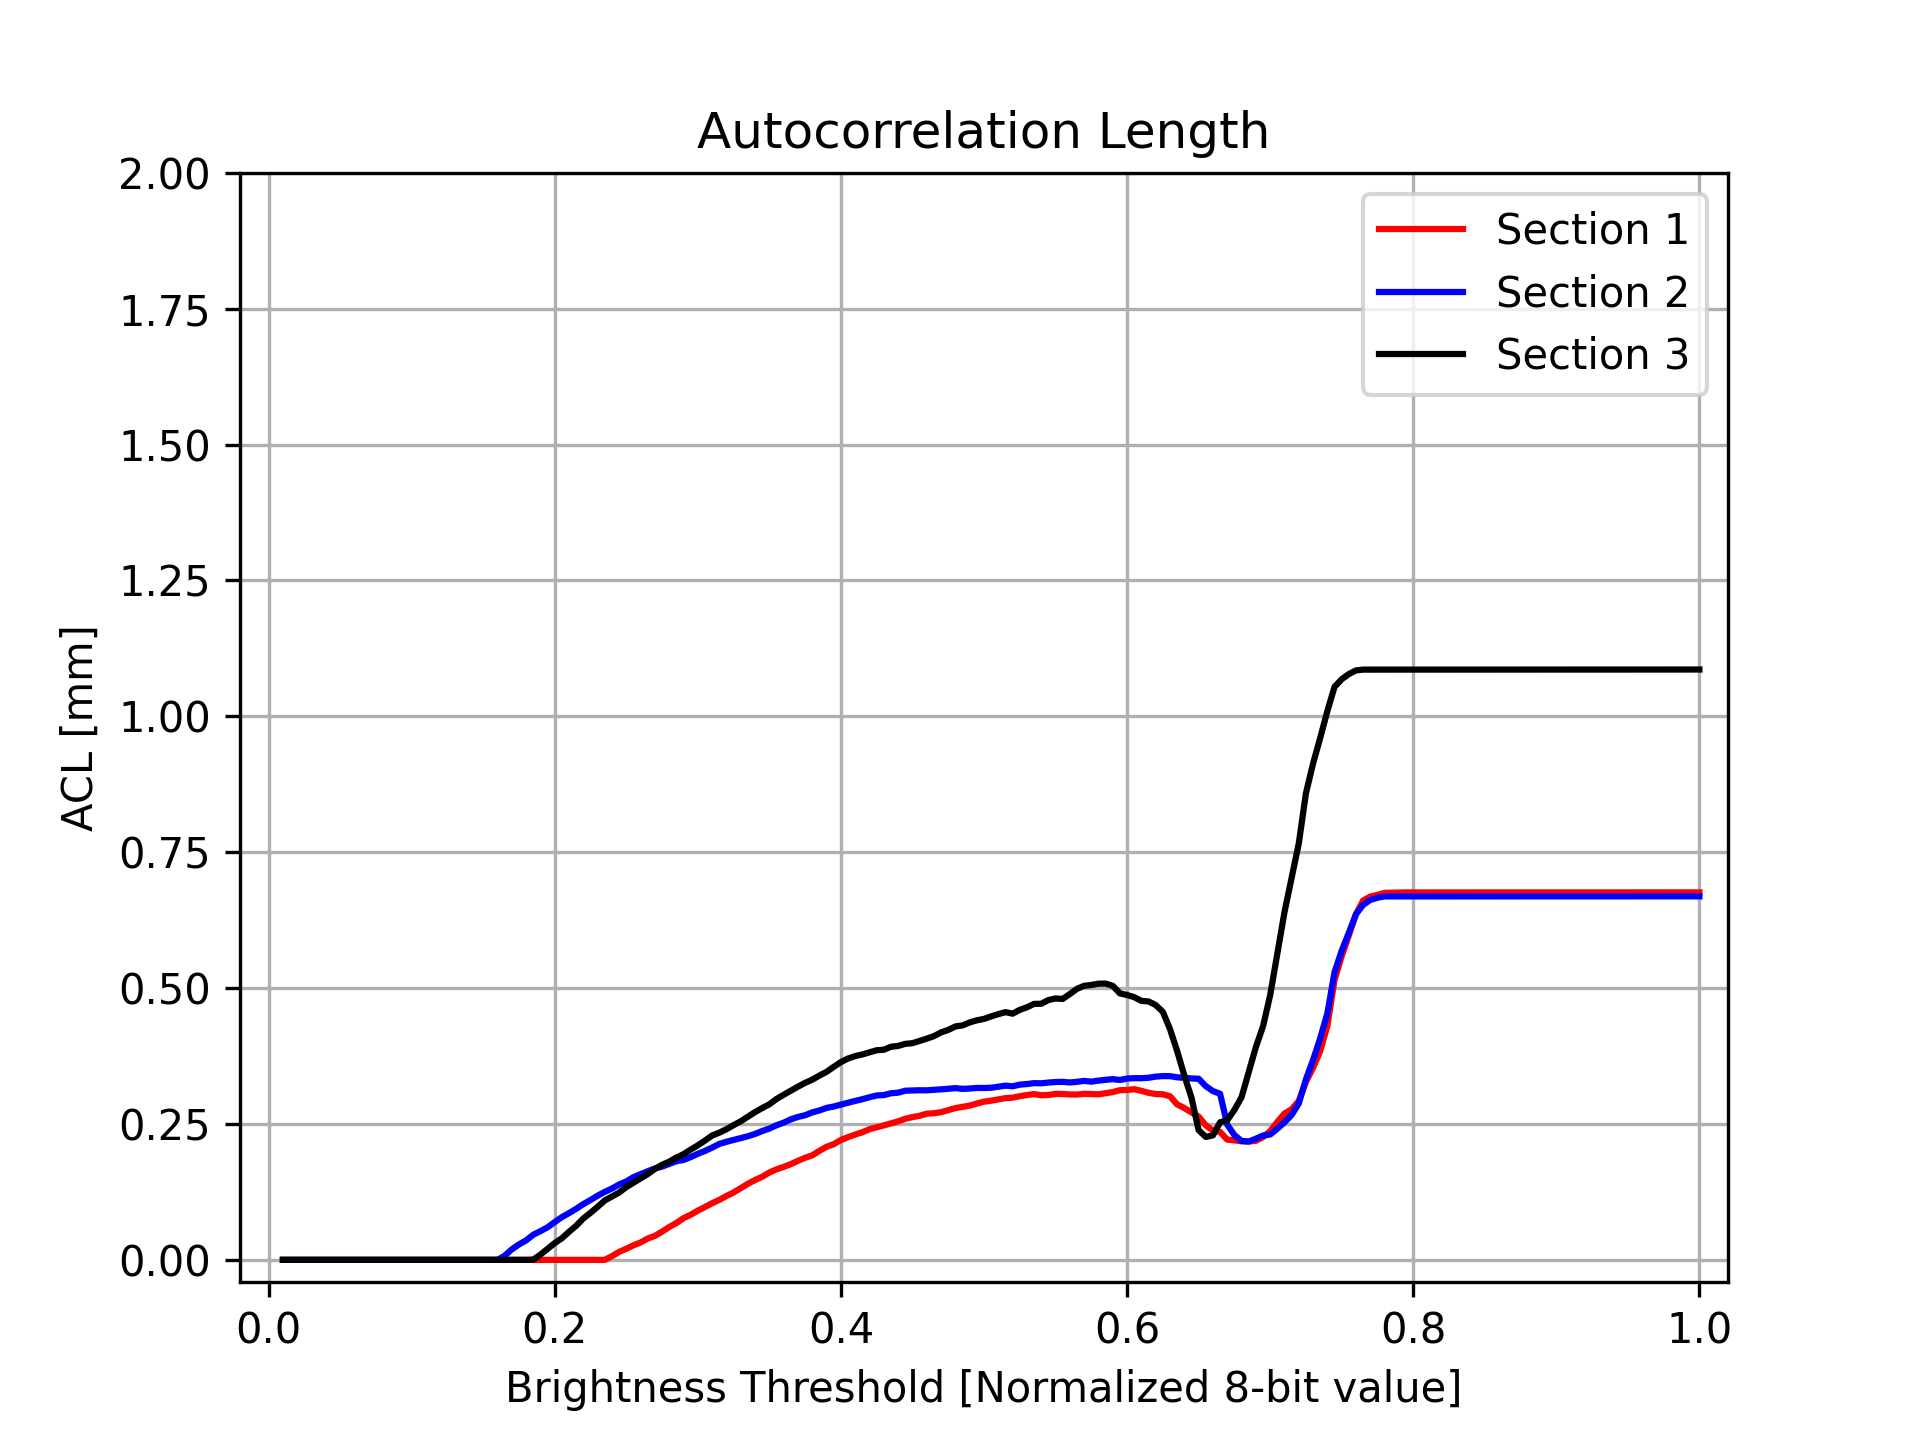 Autocorrelation Length
2.00
1.75
1.50
1.25
1.00
0.75
0.50
0.25
0.00
ACL [mm]
Section 1
Section 2
Section 3
0.0 0.2 0.4 0.6 0.8 1.0
Brightness Threshold [Normalized 8-bit value]